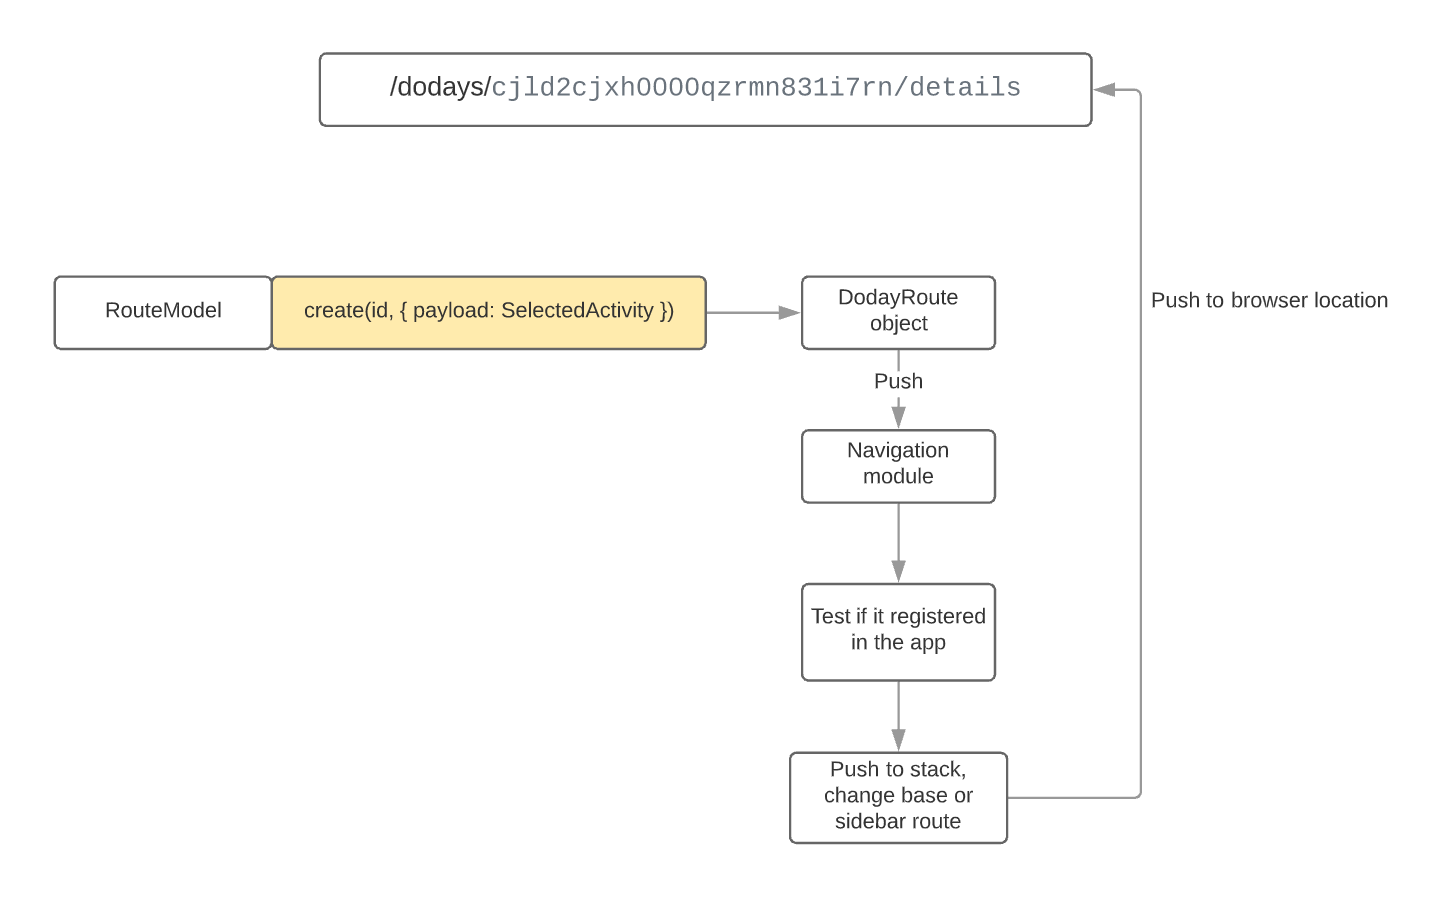 /dodays/cjld2cjxh0000qzrmn831i7rn/details
Push to browser location
RouteModel
create(id, { payload: SelectedActivity })
DodayRoute
object
Push
Navigation
module
Test if it registered
in the app
Push to stack,
change base or
sidebar route